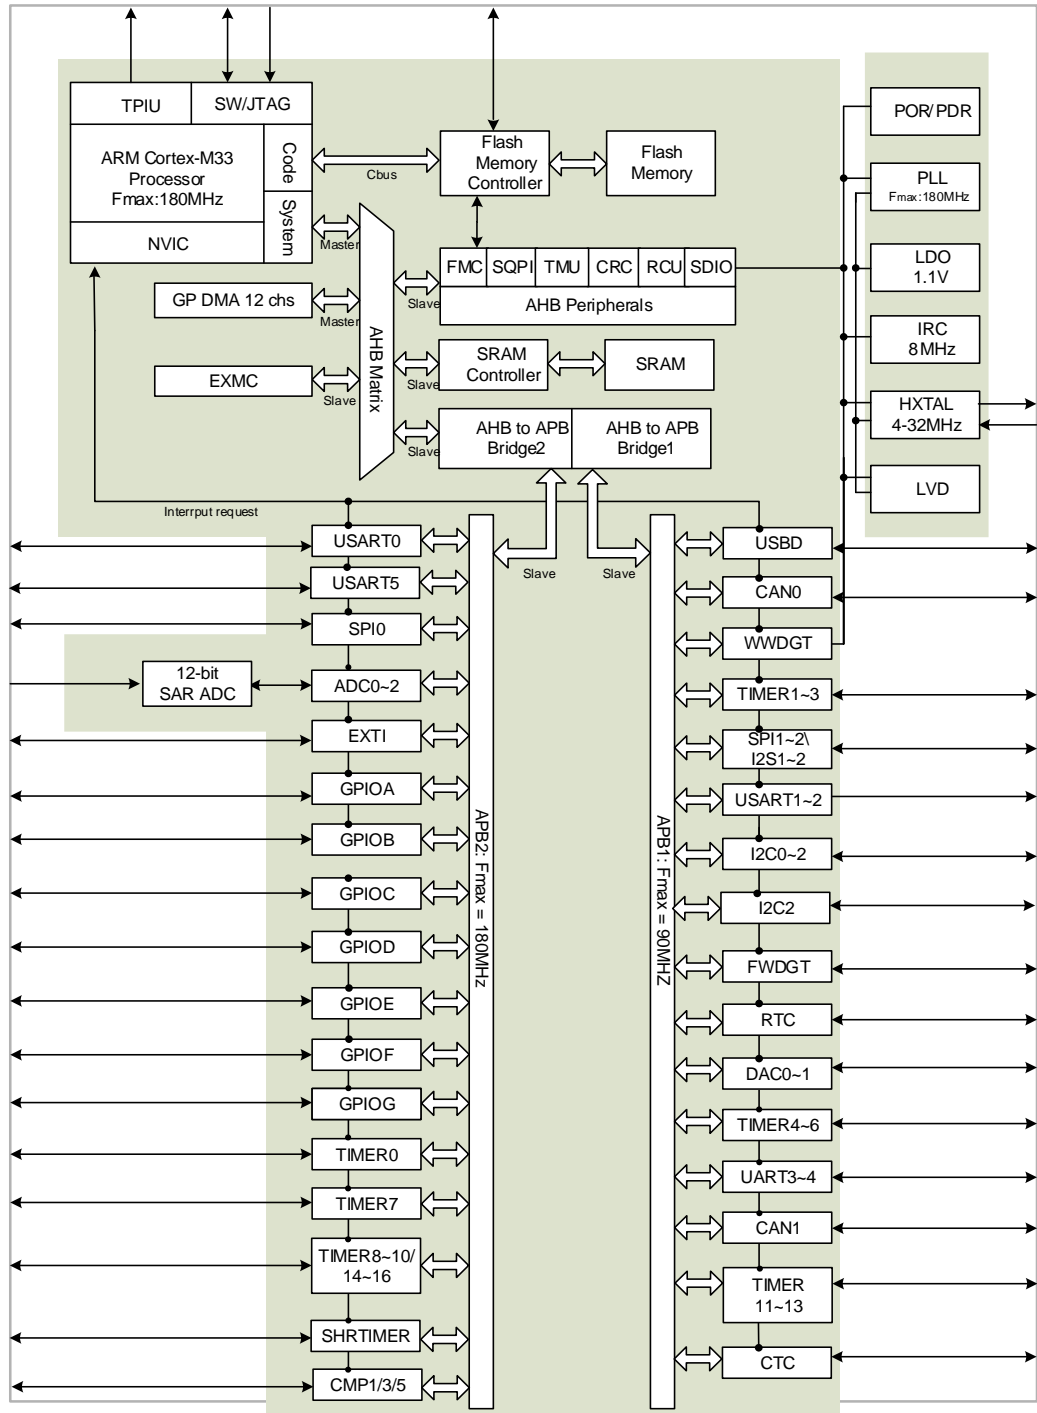 TPIU
SW/JTAG
ARM Cortex-M33
Processor
Fmax:180MHz
Code
System
NVIC
Cbus
Flash
Memory
Controller
Flash
Memory
Master
FMC
SQPI
TMU
CRC
RCU
SDIO
AHB Peripherals
Slave
GP DMA 12 chs
Master
AHB Matrix
EXMC
Slave
SRAM
Controller
SRAM
Slave
AHB to APB
Bridge2
AHB to APB
Bridge1
Slave
POR/PDR
PLL
Fmax:180MHz
LDO
1.1V
IRC
8MHz
HXTAL
4-32MHz
LVD
Interrput request
Slave
Slave
USART0
USART5
SPI0
12-bit
SAR ADC
ADC0~2
EXTI
GPIOA
GPIOB
GPIOC
GPIOD
GPIOE
GPIOF
GPIOG
TIMER0
TIMER7
TIMER8~10/
14~16
SHRTIMER
CMP1/3/5
APB2: Fmax = 180MHz
APB1: Fmax = 90MHZ
USBD
CAN0
WWDGT
TIMER1~3
SPI1~2\
I2S1~2
USART1~2
I2C0~2
I2C2
FWDGT
RTC
DAC0~1
TIMER4~6
UART3~4
CAN1
TIMER
11~13
CTC